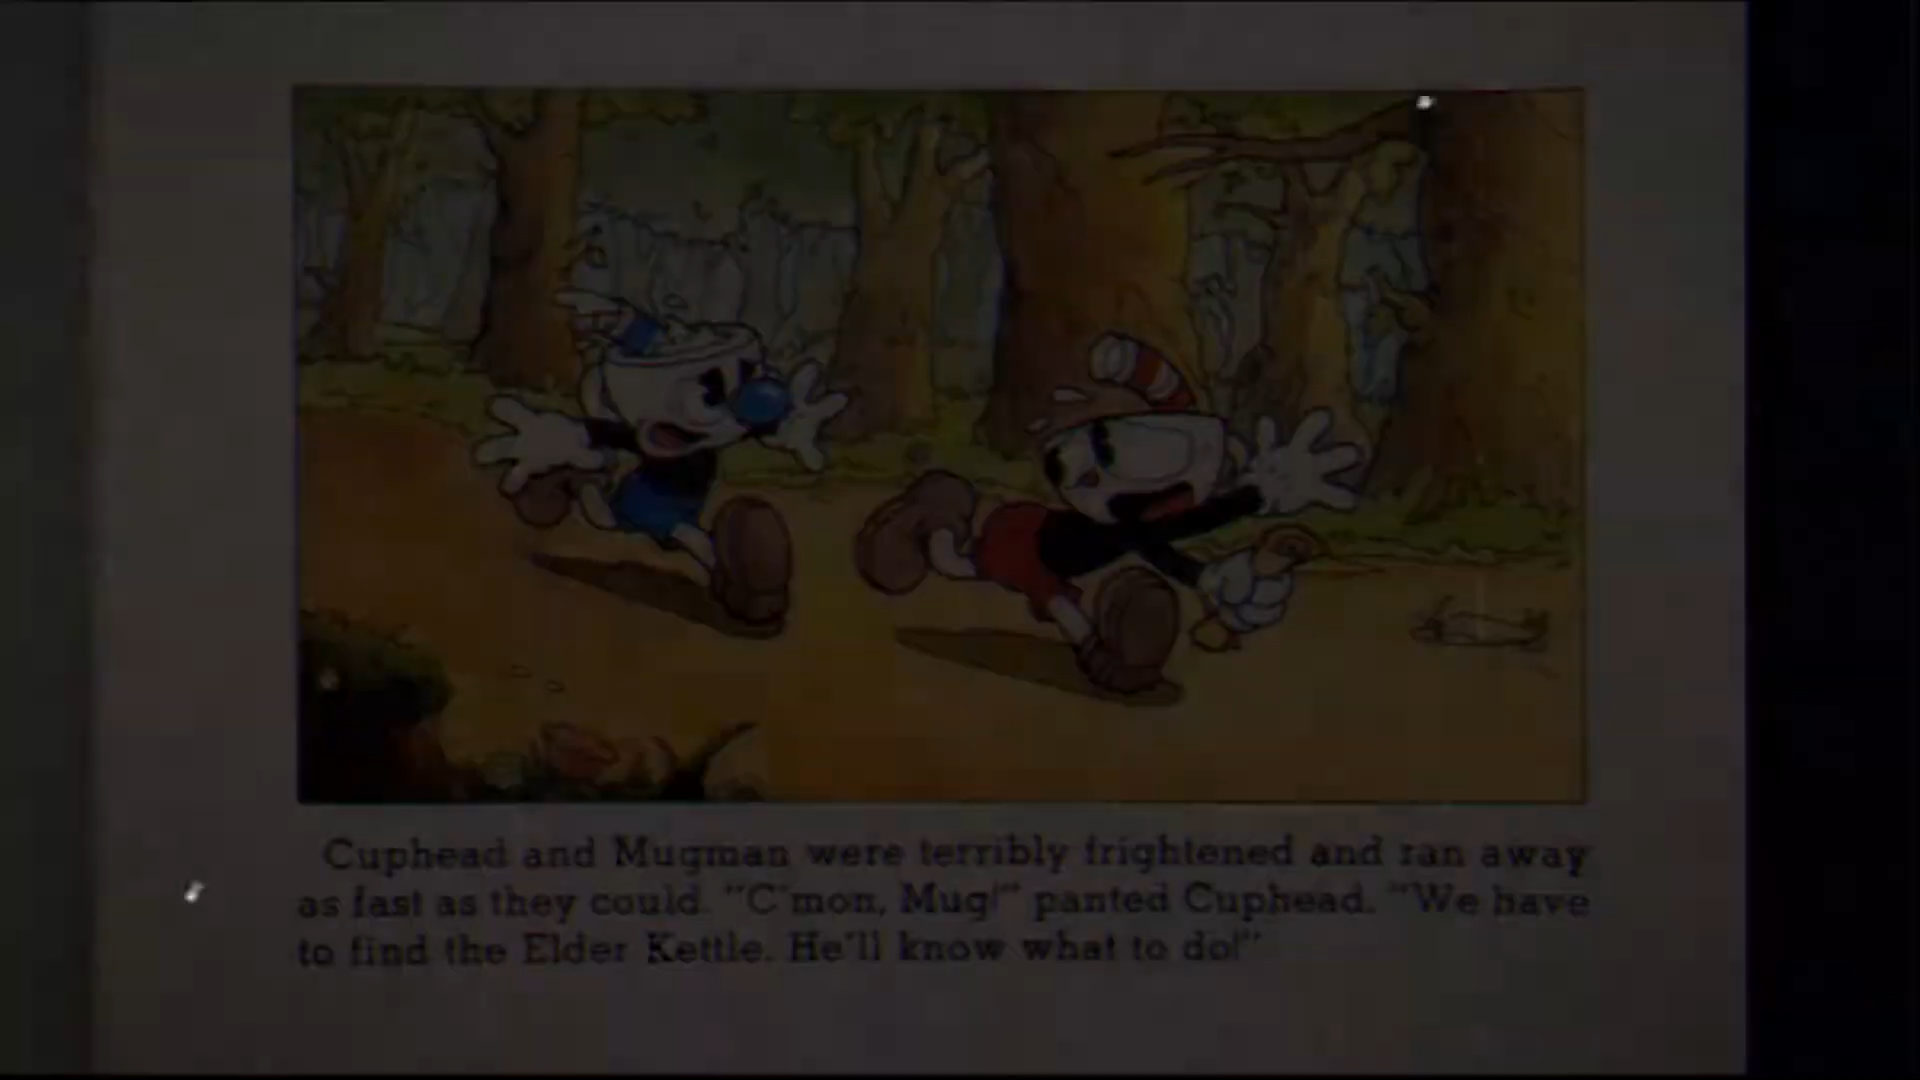 Cuphead and Mugman were terribly frightened and ran away
as fast as they could. "C'mon, Mug!" panted Cuphead. "We have
to find the Elder Kettle. He'll know what to do!"